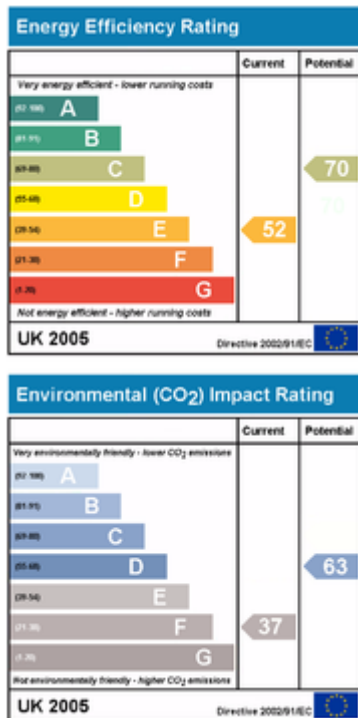 Energy Efficiency Rating
Current Potential
Very energy efficient - lower running costs
(92-100) A
(81-91) B
(69-80) C
70
(55-68) D
(39-54) E
52
(21-38) F
(1-20) G
Not energy efficient - higher running costs
UK 2005
Directive 2002/91/EC
Environmental (CO2) Impact Rating
Current Potential
Very environmentally friendly - lower CO2 emissions
(92-100) A
(81-91) B
(69-80) C
(55-68) D
63
(39-54) E
(21-38) F
37
(1-20) G
Not environmentally friendly - higher CO2 emissions
UK 2005
Directive 2002/91/EC